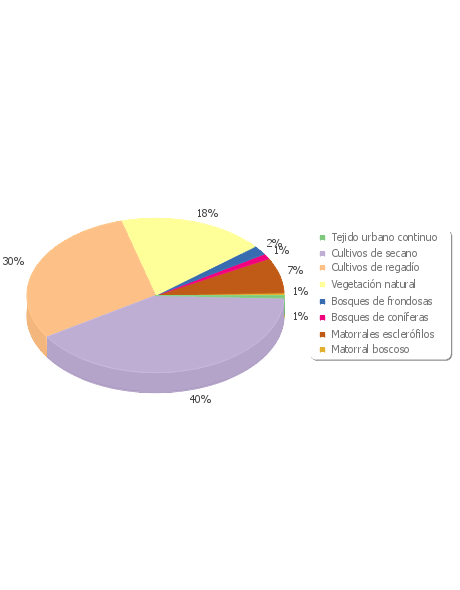 18%
2%
1%
30%
7%
1%
1%
40%
Tejido urbano continuo
Cultivos de secano
Cultivos de regadío
Vegetación natural
Bosques de frondosas
Bosques de coníferas
Matorrales esclerófilos
Matorral boscoso